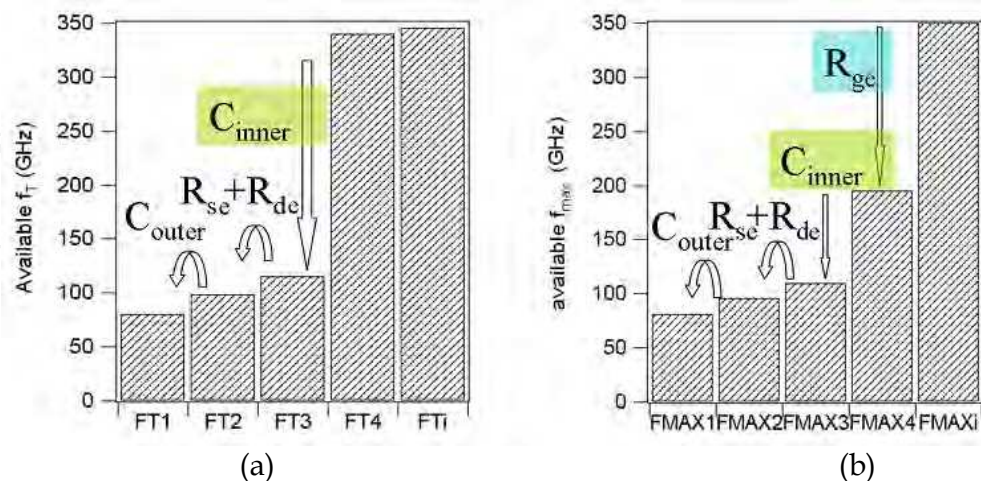 350
300
250
200
150
100
50
0
Available f_T (GHz)
C_inner
R_se+R_de
C_outer
FT1 FT2 FT3 FT4 FTi
(a)
350
300
250
200
150
100
50
0
available f_max (GHz)
R_ge
C_inner
R_se+R_de
C_outer
FMAX1 FMAX2 FMAX3 FMAX4 FMAXi
(b)